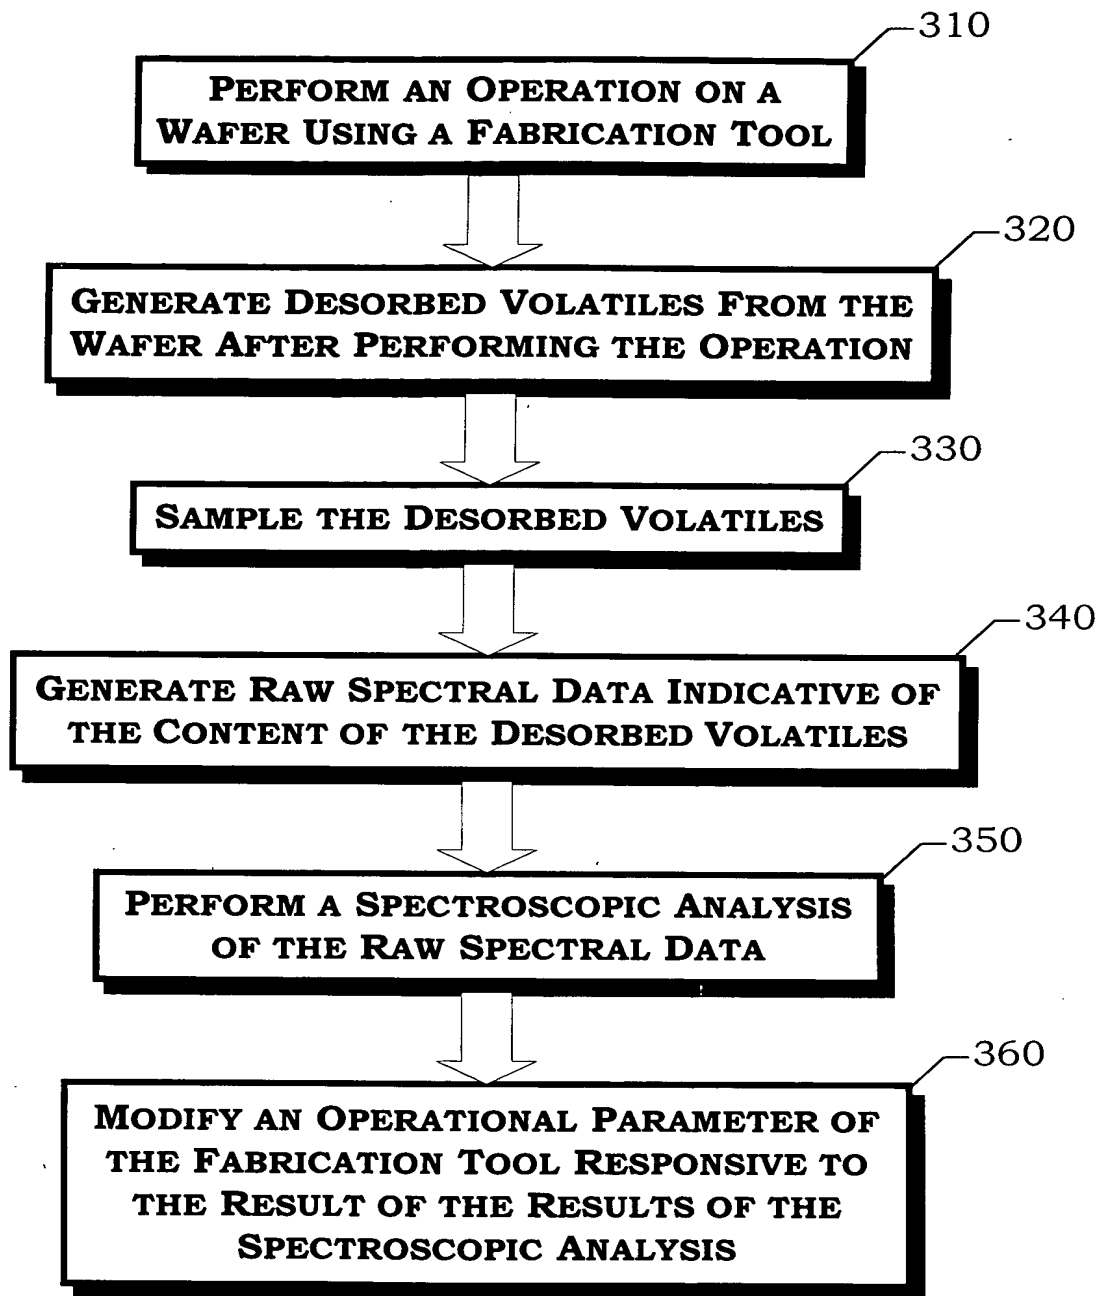 310
PERFORM AN OPERATION ON A
WAFER USING A FABRICATION TOOL
320
GENERATE DESORBED VOLATILES FROM THE
WAFER AFTER PERFORMING THE OPERATION
330
SAMPLE THE DESORBED VOLATILES
340
GENERATE RAW SPECTRAL DATA INDICATIVE OF
THE CONTENT OF THE DESORBED VOLATILES
350
PERFORM A SPECTROSCOPIC ANALYSIS
OF THE RAW SPECTRAL DATA
360
MODIFY AN OPERATIONAL PARAMETER OF
THE FABRICATION TOOL RESPONSIVE TO
THE RESULT OF THE RESULTS OF THE
SPECTROSCOPIC ANALYSIS